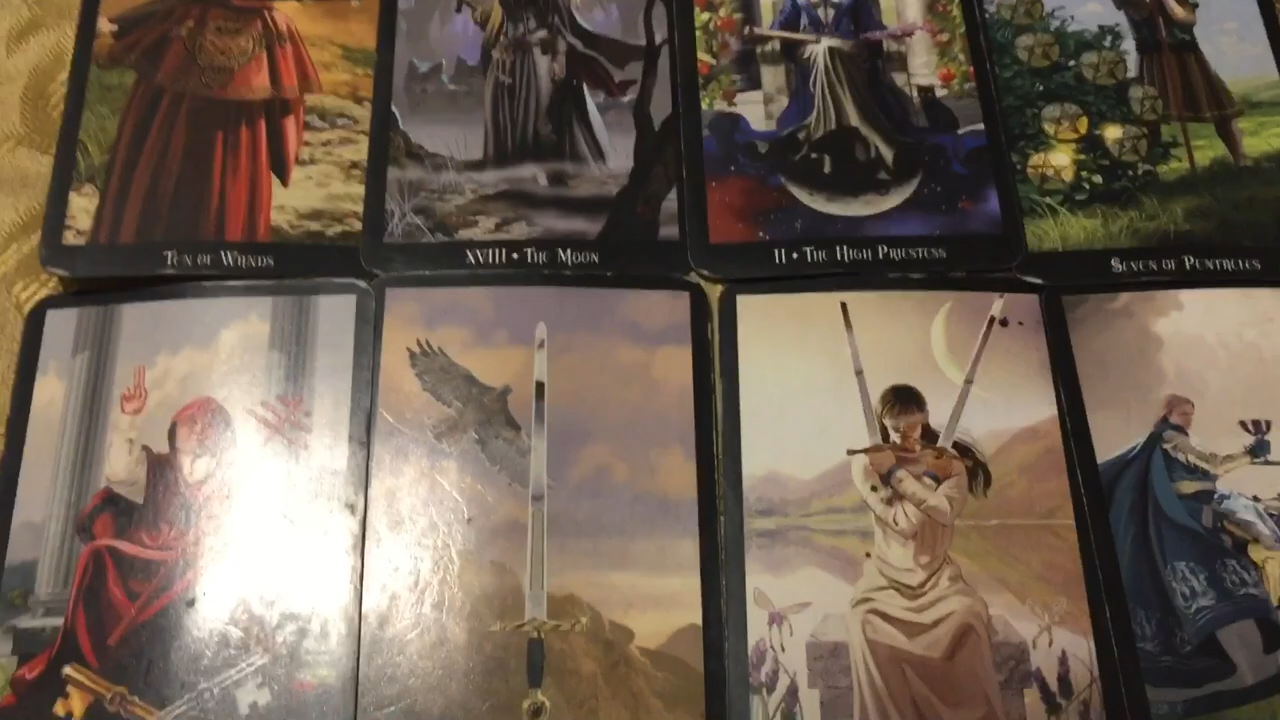 Ten of Wands
XVIII • The Moon
II • The High Priestess
Seven of Pentacles